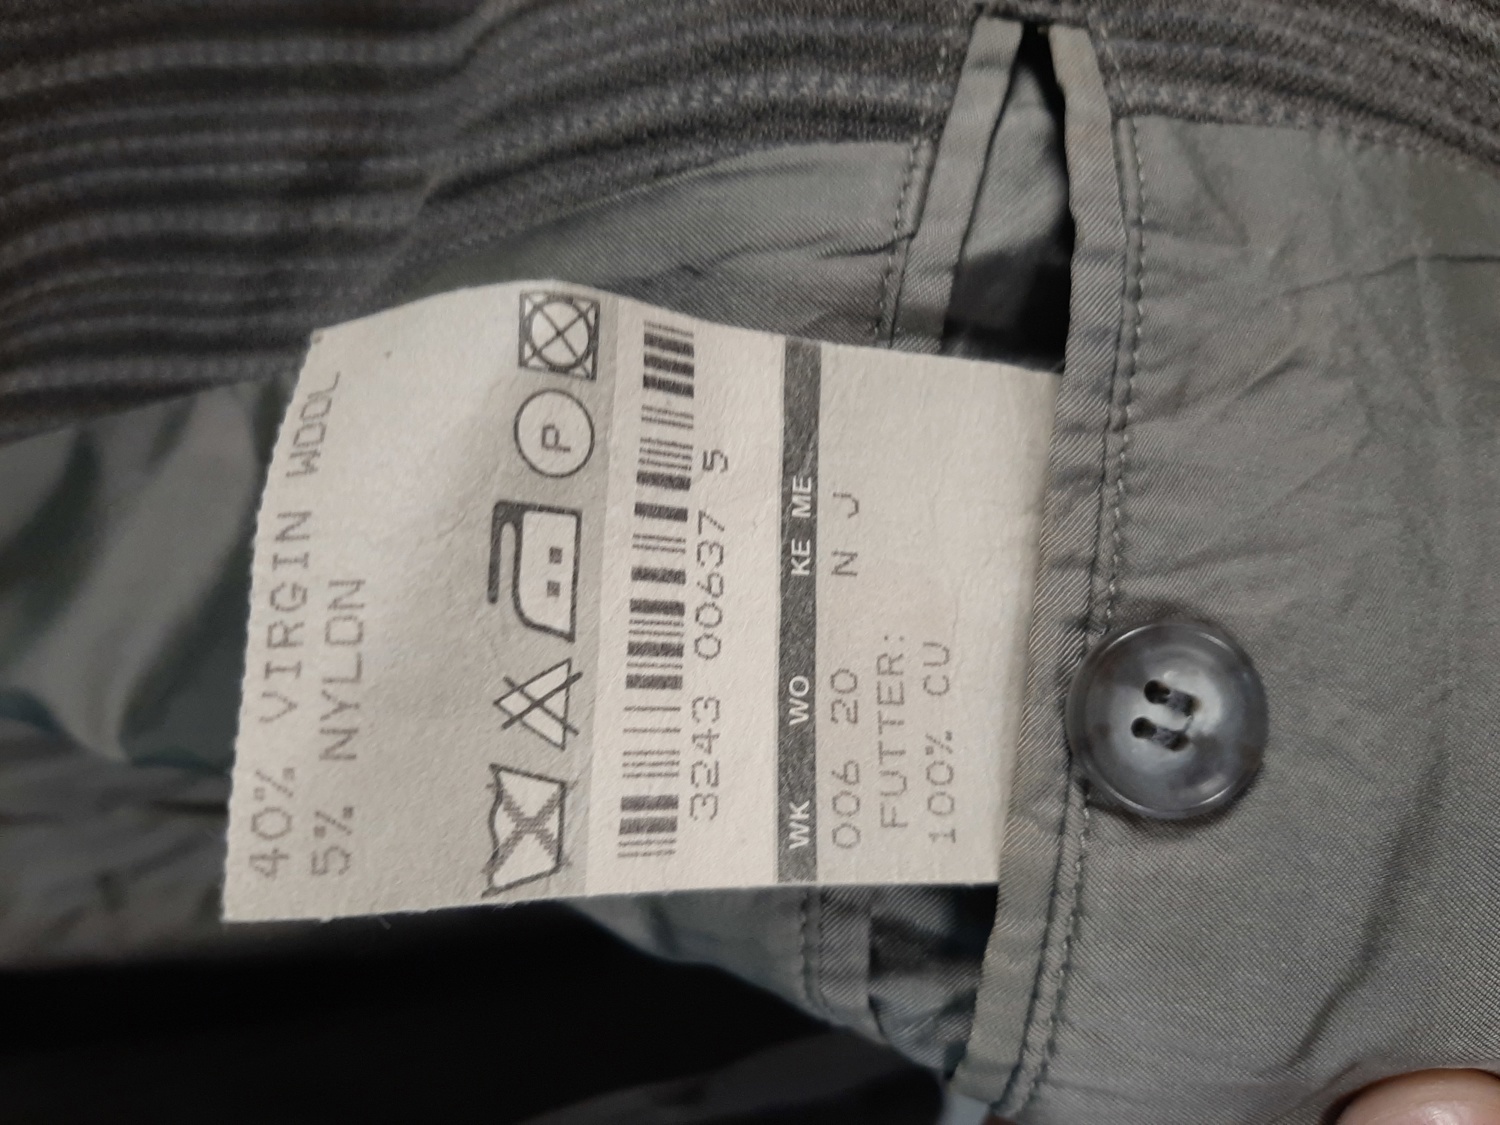 40% VIRGIN WOOL
5% NYLON
P
3243 00637 5
WK WO KE ME
006 20 N J
FUTTER:
100% CU